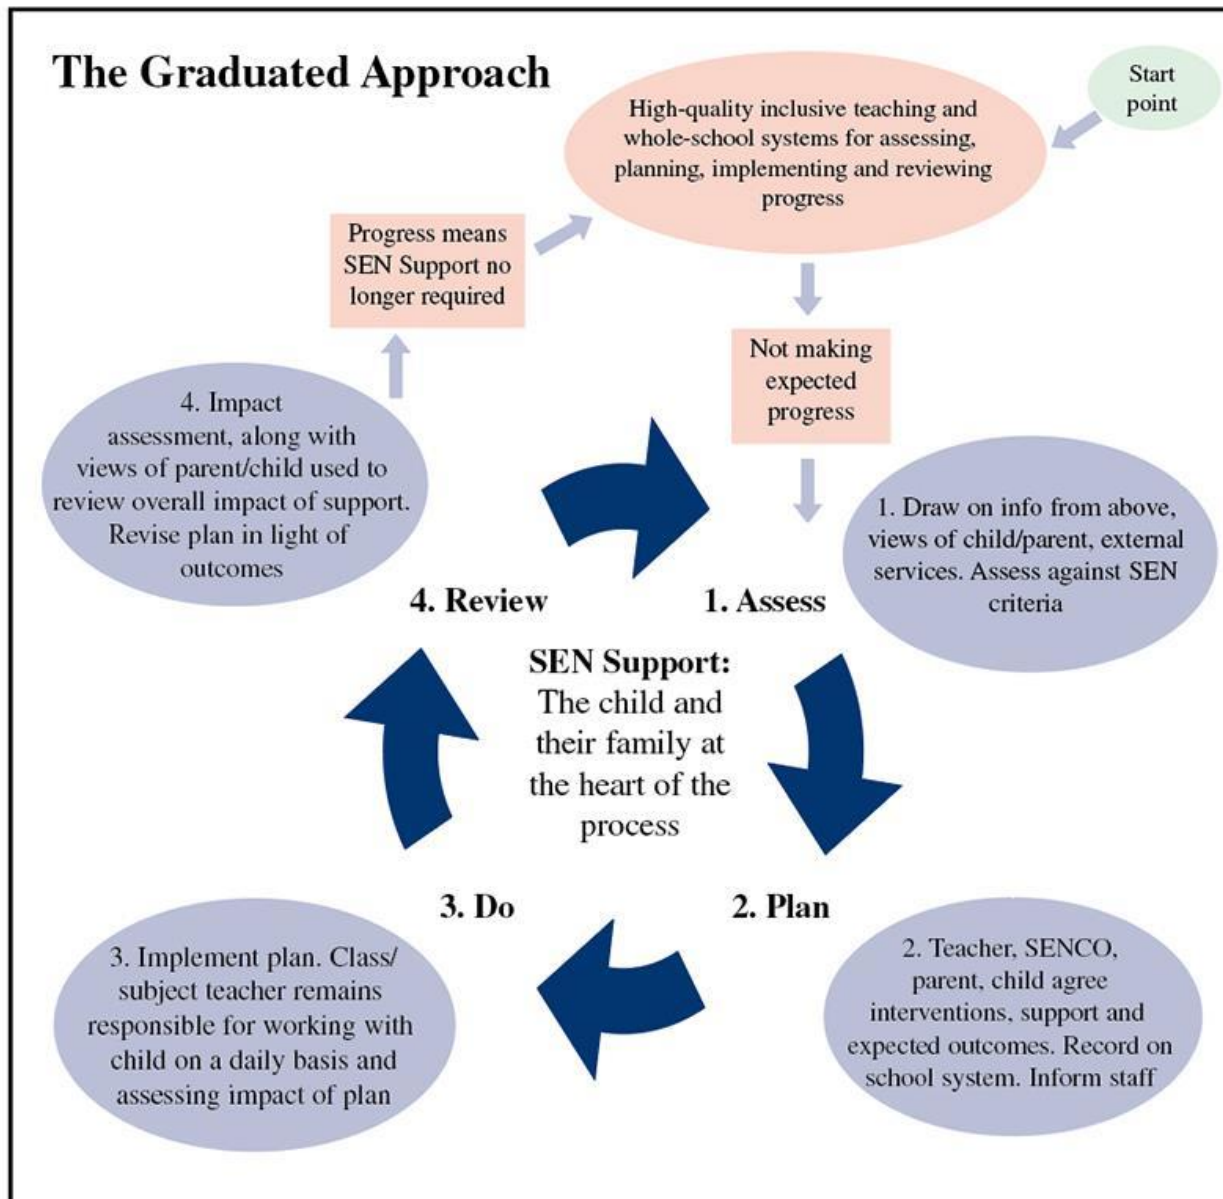 The Graduated Approach
Start
point
High-quality inclusive teaching and
whole-school systems for assessing,
planning, implementing and reviewing
progress
Progress means
SEN Support no
longer required
Not making
expected
progress
4. Impact
assessment, along with
views of parent/child used to
review overall impact of support.
Revise plan in light of
outcomes
1. Draw on info from above,
views of child/parent, external
services. Assess against SEN
criteria
4. Review
1. Assess
SEN Support:
The child and
their family at
the heart of the
process
3. Do
2. Plan
3. Implement plan. Class/
subject teacher remains
responsible for working with
child on a daily basis and
assessing impact of plan
2. Teacher, SENCO,
parent, child agree
interventions, support and
expected outcomes. Record on
school system. Inform staff